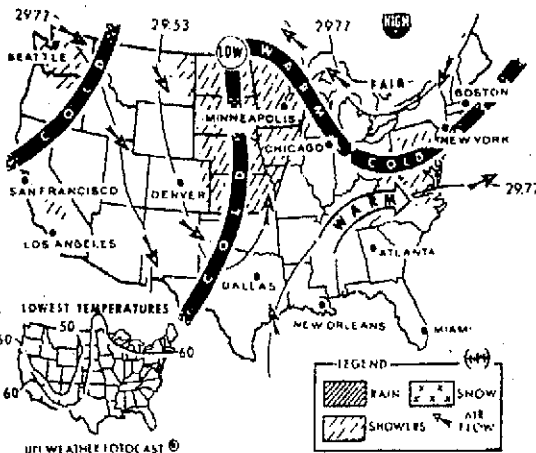 29.77
29.53
29.77
HIGH
SEATTLE
COLD
LOW
WARM
FAIR
BOSTON
MINNEAPOLIS
NEW YORK
CHICAGO
COLD
SAN FRANCISCO
DENVER
COLD
29.77
WARM
LOS ANGELES
ATLANTA
DALLAS
LOWEST TEMPERATURES
NEW ORLEANS
MIAMI
50
60
60
LEGEND
RAIN
SNOW
SHOWERS
AIR FLOW
UPI WEATHER FOTOCAST ®